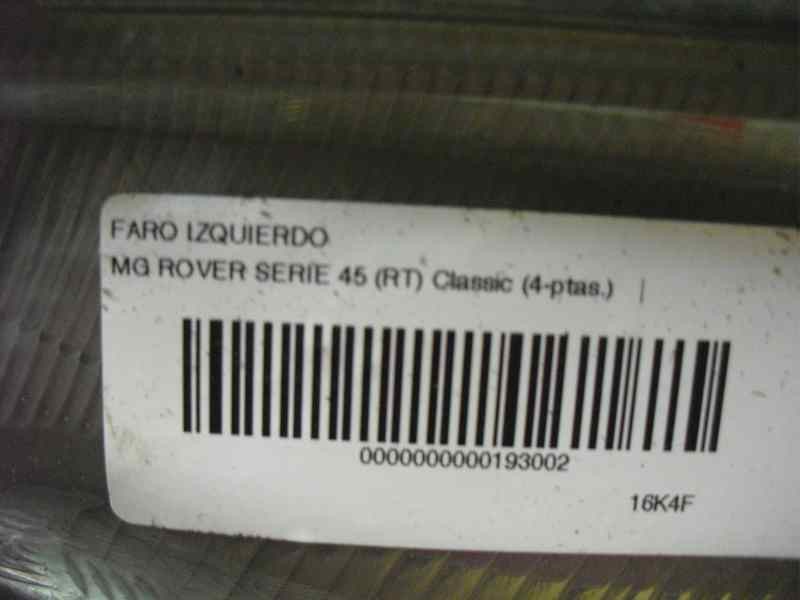 FARO IZQUIERDO
MG ROVER SERIE 45 (RT) Classic (4-ptas.) |
0000000000193002
16K4F